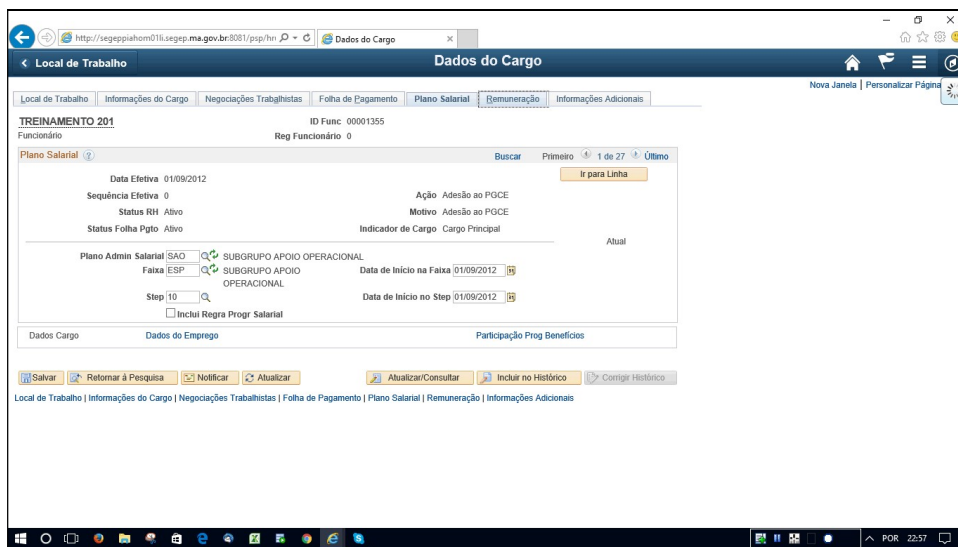 http://segeppiahom01li.segep.ma.gov.br:8081/psp/hn
Dados do Cargo
Local de Trabalho
Dados do Cargo
Nova Janela | Personalizar Página
Local de Trabalho Informações do Cargo Negociações Trabalhistas Folha de Pagamento Plano Salarial Remuneração Informações Adicionais
TREINAMENTO 201 ID Func 00001355
Funcionário Reg Funcionário 0
Plano Salarial ? Buscar Primeiro 1 de 27 Último
Data Efetiva 01/09/2012 Ir para Linha
Sequência Efetiva 0 Ação Adesão ao PGCE
Status RH Ativo Motivo Adesão ao PGCE
Status Folha Pgto Ativo Indicador de Cargo Cargo Principal
Atual
Plano Admin Salarial SAO SUBGRUPO APOIO OPERACIONAL
Faixa ESP SUBGRUPO APOIO Data de Início na Faixa 01/09/2012
OPERACIONAL
Step 10 Data de Início no Step 01/09/2012
Inclui Regra Progr Salarial
Dados Cargo Dados do Emprego Participação Prog Benefícios
Salvar Retornar à Pesquisa Notificar Atualizar Atualizar/Consultar Incluir no Histórico Corrigir Histórico
Local de Trabalho | Informações do Cargo | Negociações Trabalhistas | Folha de Pagamento | Plano Salarial | Remuneração | Informações Adicionais
POR 22:57